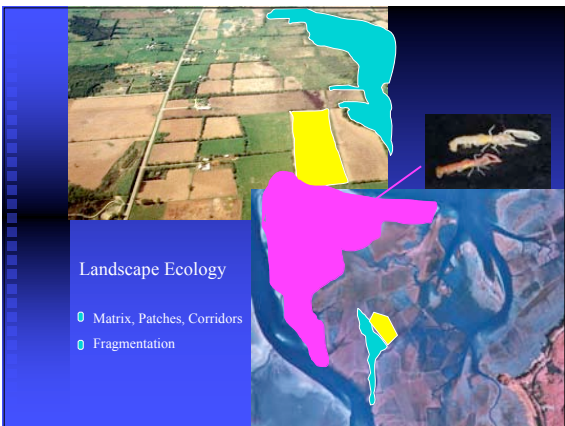 Landscape Ecology
Matrix, Patches, Corridors
Fragmentation